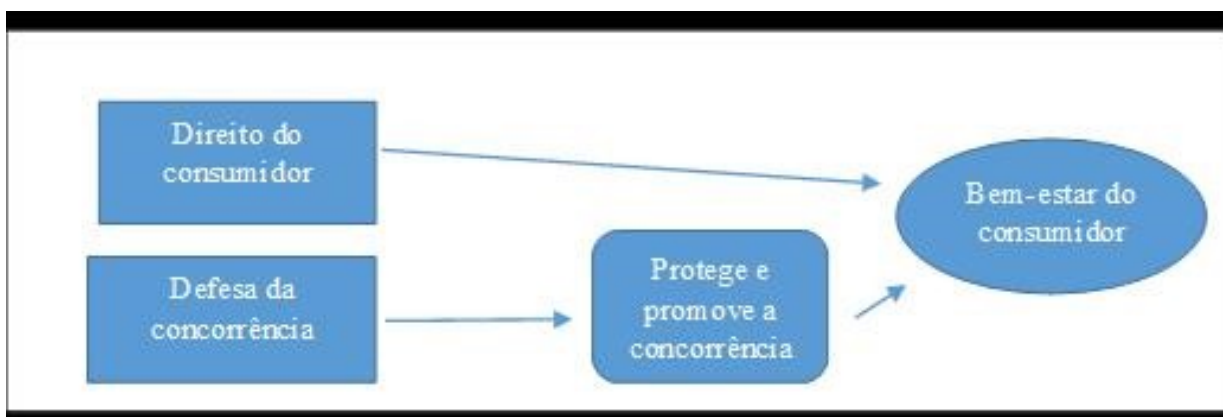 Direito do
consumidor
Defesa da
concorrência
Protege e
promove a
concorrência
Bem-estar do
consumidor